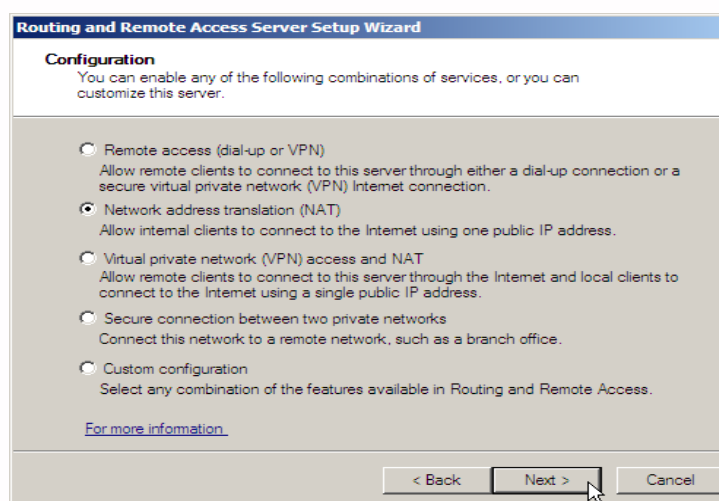 Routing and Remote Access Server Setup Wizard
Configuration
You can enable any of the following combinations of services, or you can
customize this server.
Remote access (dial-up or VPN)
Allow remote clients to connect to this server through either a dial-up connection or a
secure virtual private network (VPN) Internet connection.
Network address translation (NAT)
Allow internal clients to connect to the Internet using one public IP address.
Virtual private network (VPN) access and NAT
Allow remote clients to connect to this server through the Internet and local clients to
connect to the Internet using a single public IP address.
Secure connection between two private networks
Connect this network to a remote network, such as a branch office.
Custom configuration
Select any combination of the features available in Routing and Remote Access.
For more information
< Back Next > Cancel